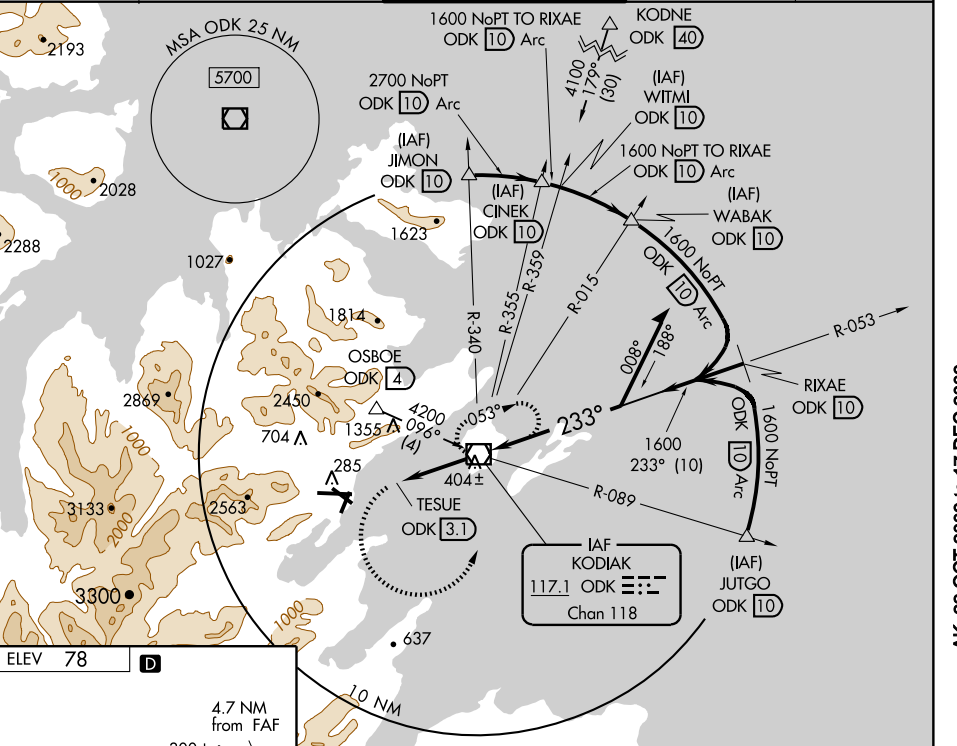 1600 NoPT TO RIXAE
ODK 10 Arc
KODNE
ODK 40
2193
MSA ODK 25 NM
5700
4100
179°
(30)
2700 NoPT
ODK 10 Arc
(IAF)
WITMI
ODK 10
(IAF)
JIMON
ODK 10
1600 NoPT TO RIXAE
ODK 10 Arc
1000
2028
(IAF)
CINEK
ODK 10
(IAF)
WABAK
ODK 10
1623
2288
1027
1600 NoPT
ODK 10 Arc
R-340
R-355
R-359
R-015
1814
008°
188°
R-053
OSBOE
ODK 4
RIXAE
ODK 10
2869
2450
4200
096°
(4)
053°
233°
1355
704
1000
1600
233° (10)
ODK 10 Arc
1600 NoPT
285
404±
R-089
3133
2563
2000
TESUE
ODK 3.1
IAF
KODIAK
117.1 ODK
Chan 118
(IAF)
JUTGO
ODK 10
3300
1000
637
ELEV 78
D
10 NM
4.7 NM
from FAF